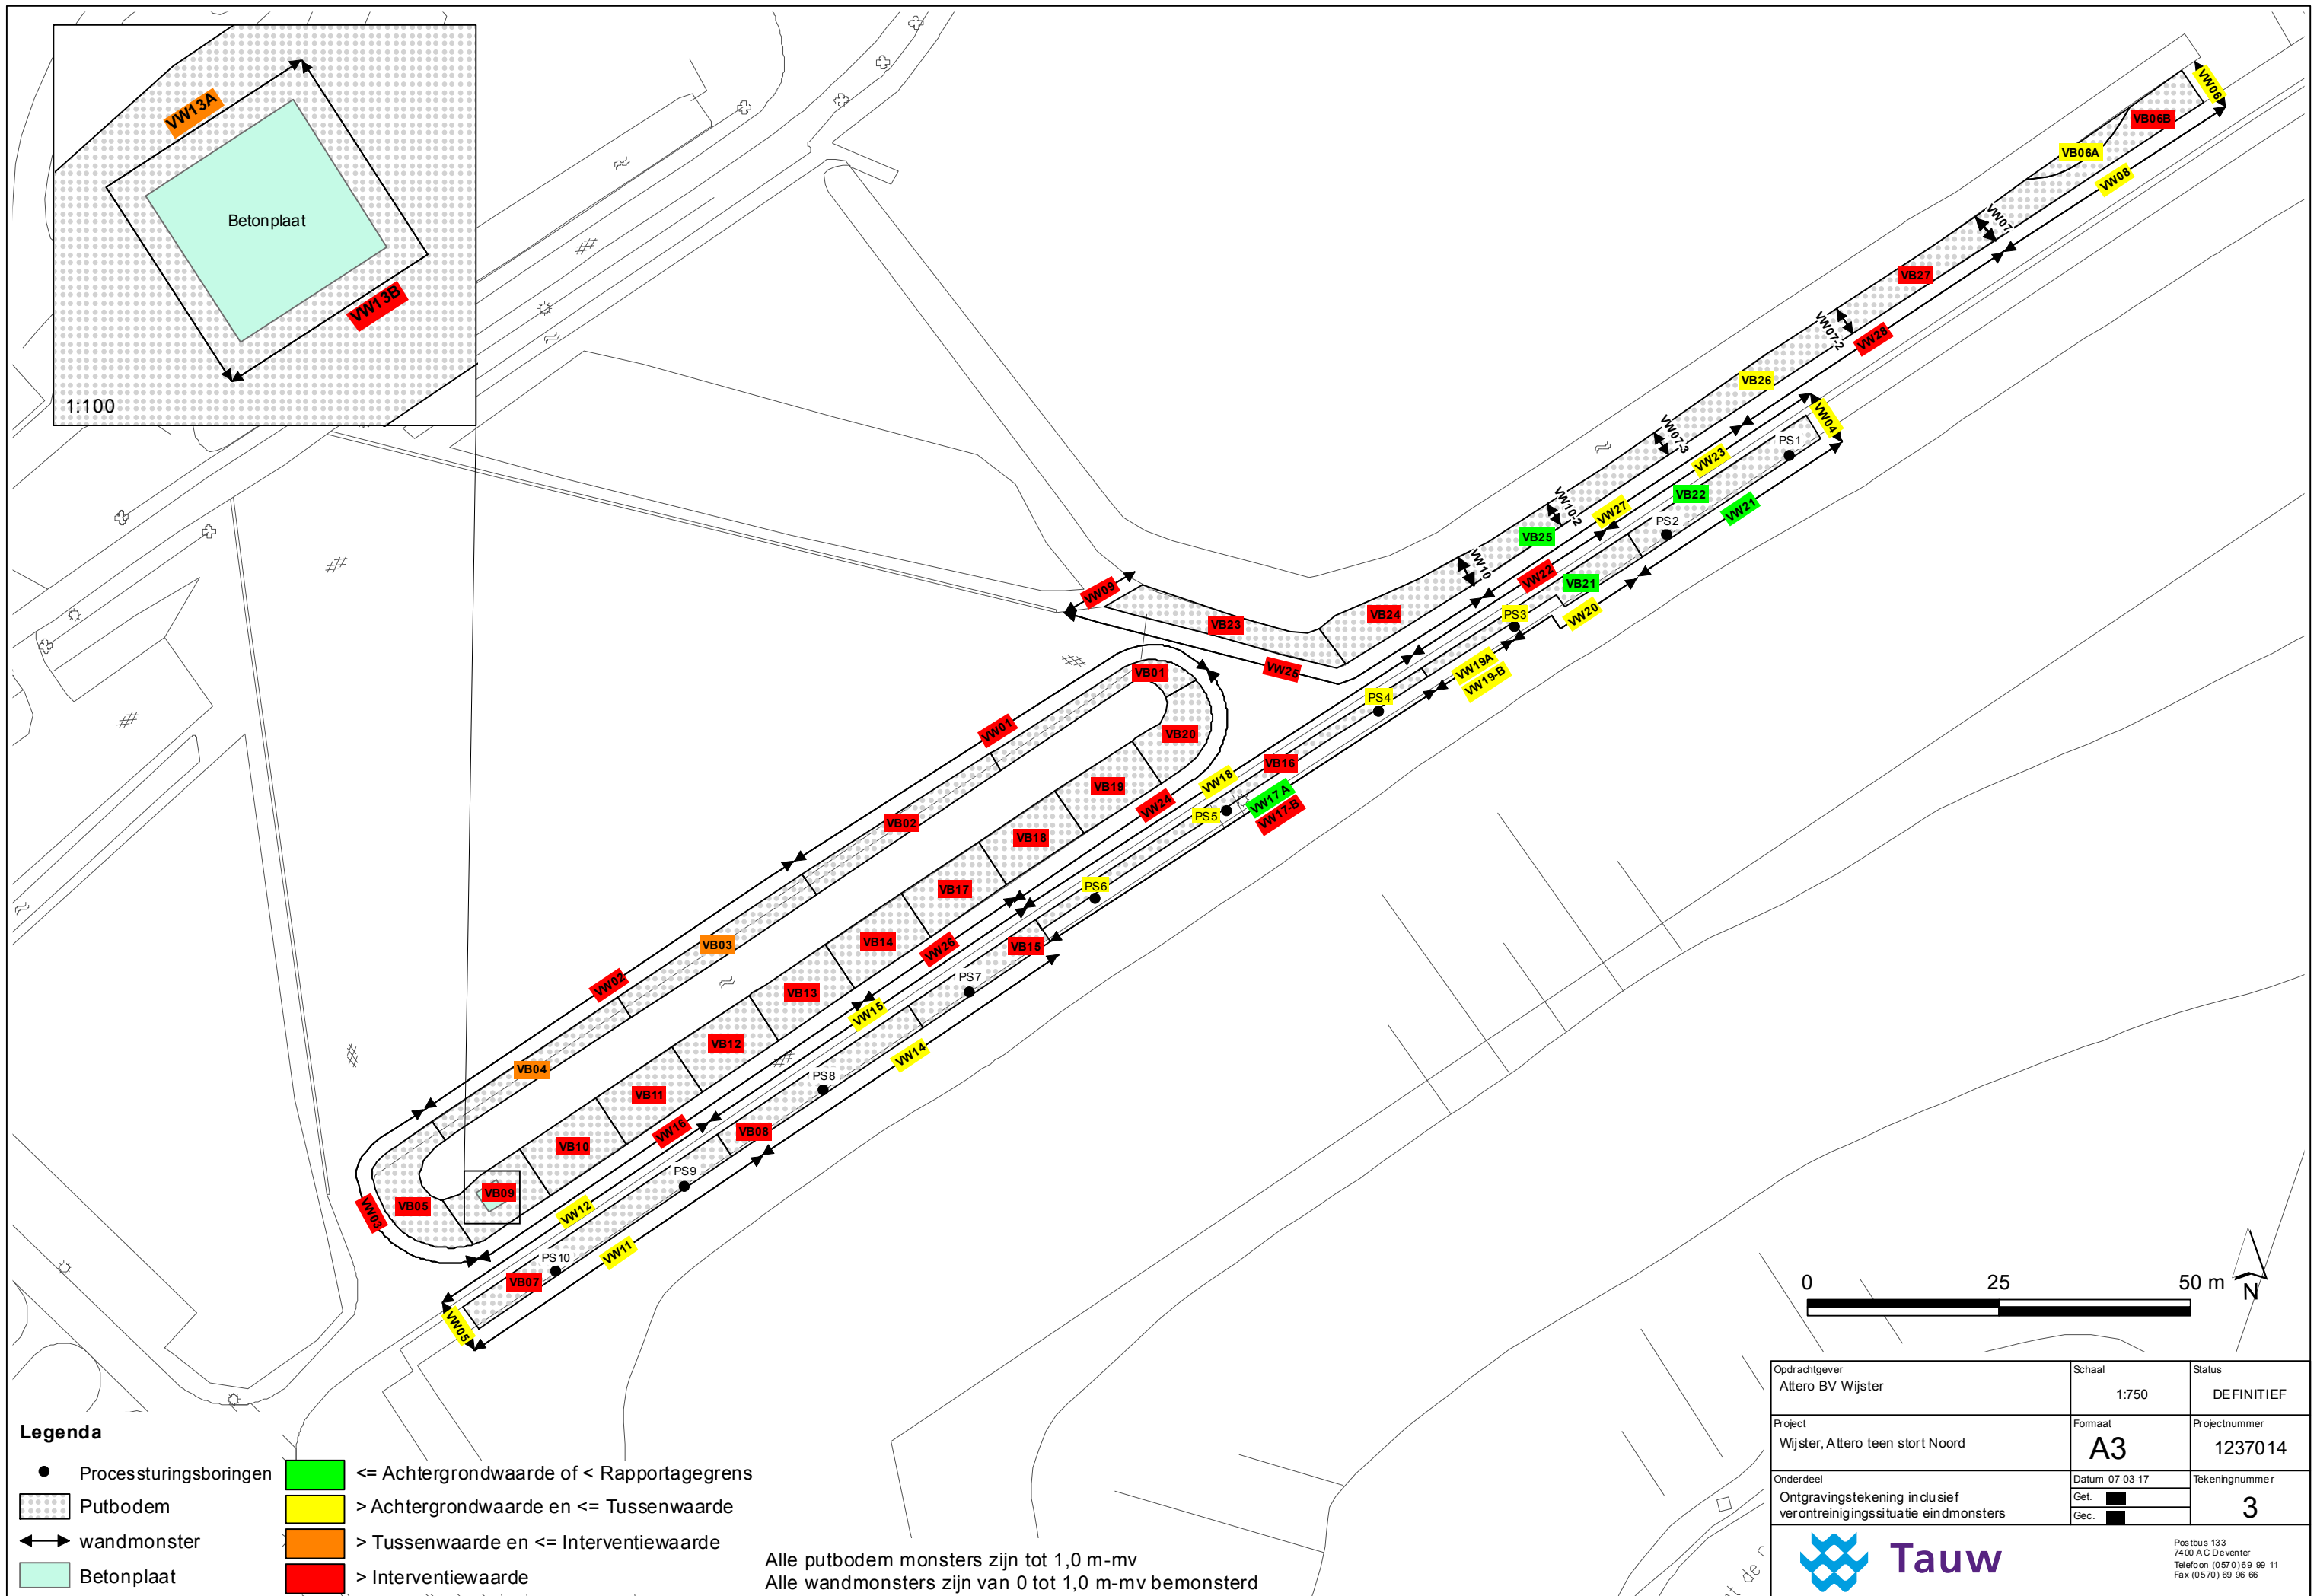 VW13A
Betonplaat
VW13B
1:100
VW06
VB06B
VB06A
VW08
VW07
VB27
VW07-2
VW28
VB26
VW04
VW07-3
PS1
VW23
VB22
VW10-2
VW27
VW21
PS2
VB25
VW10
VW22
VB21
VW09
VB24
PS3
VW20
VB23
VW25
VW19A
VW19-B
VB01
PS4
VW01
VB20
VB16
VW18
VB19
VW24
VW17A
VW17-B
PS5
VB02
VB18
VB17
PS6
VB03
VB14
VW26
VB15
VW02
VB13
PS7
VW15
VB12
VW14
VB04
VB11
PS8
VW16
VB08
VB10
PS9
VB09
VB05
VW03
VW12
VW11
PS10
VB07
VW05
0 25 50 m
N
Legenda
Processturingsboringen
Putbodem
wandmonster
Betonplaat
<= Achtergrondwaarde of < Rapportagegrens
> Achtergrondwaarde en <= Tussenwaarde
> Tussenwaarde en <= Interventiewaarde
> Interventiewaarde
Alle putbodem monsters zijn tot 1,0 m-mv
Alle wandmonsters zijn van 0 tot 1,0 m-mv bemonsterd
Opdrachtgever
Attero BV Wijster
Schaal
1:750
Status
DEFINITIEF
Project
Wijster, Attero teen stort Noord
Formaat
A3
Projectnummer
1237014
Onderdeel
Ontgravingstekening inclusief
verontreinigingssituatie eindmonsters
Datum 07-03-17
Get.
Gec.
Tekeningnummer
3
Tauw
Postbus 133
7400 AC Deventer
Telefoon (0570) 69 99 11
Fax (0570) 69 96 66